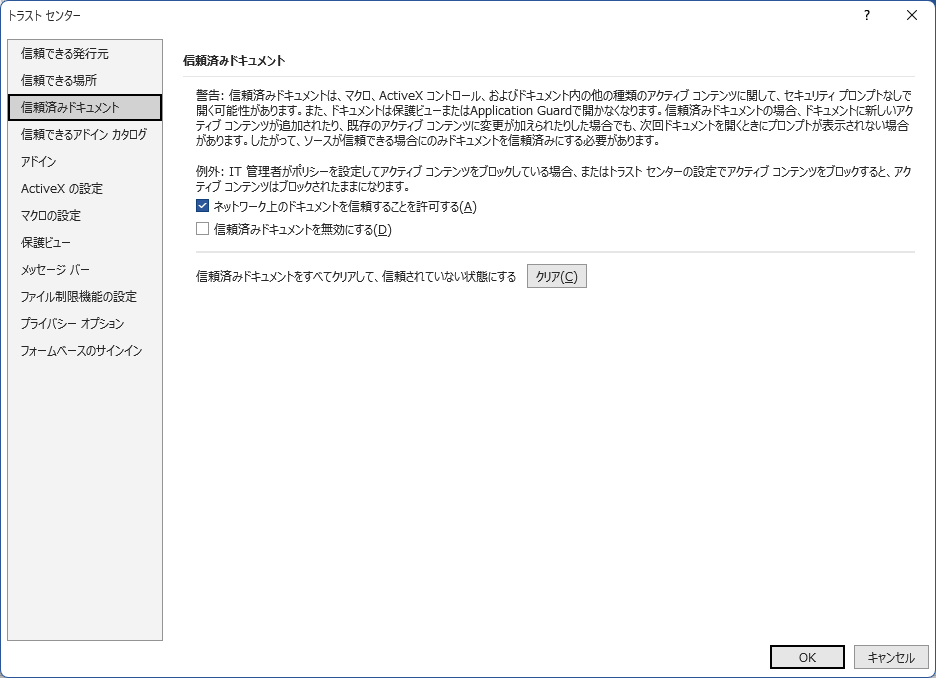 トラスト センター
?
信頼できる発行元
信頼できる場所
信頼済みドキュメント
信頼できるアドイン カタログ
アドイン
ActiveX の設定
マクロの設定
保護ビュー
メッセージ バー
ファイル制限機能の設定
プライバシー オプション
フォームベースのサインイン
信頼済みドキュメント
警告: 信頼済みドキュメントは、マクロ、ActiveX コントロール、およびドキュメント内の他の種類のアクティブ コンテンツに関して、セキュリティ プロンプトなしで
開く可能性があります。また、ドキュメントは保護ビューまたはApplication Guardで開かなくなります。信頼済みドキュメントの場合、ドキュメントに新しいアク
ティブ コンテンツが追加されたり、既存のアクティブ コンテンツに変更が加えられたりした場合でも、次回ドキュメントを開くときにプロンプトが表示されない場合
があります。したがって、ソースが信頼できる場合にのみドキュメントを信頼済みにする必要があります。
例外: IT 管理者がポリシーを設定してアクティブ コンテンツをブロックしている場合、またはトラスト センターの設定でアクティブ コンテンツをブロックすると、アク
ティブ コンテンツはブロックされたままになります。
ネットワーク上のドキュメントを信頼することを許可する(A)
信頼済みドキュメントを無効にする(D)
信頼済みドキュメントをすべてクリアして、信頼されていない状態にする クリア(C)
OK キャンセル